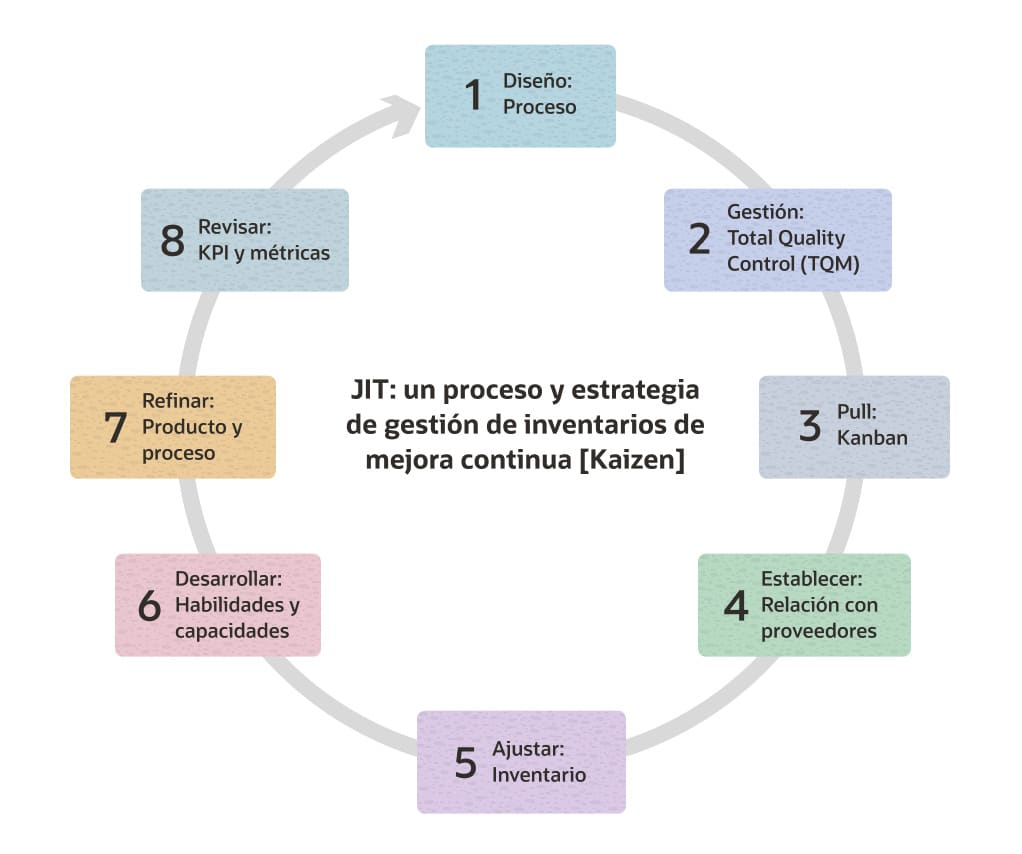 1
Diseño:
Proceso
2
Gestión:
Total Quality
Control (TQM)
3
Pull:
Kanban
4
Establecer:
Relación con
proveedores
5
Ajustar:
Inventario
6
Desarrollar:
Habilidades y
capacidades
7
Refinar:
Producto y
proceso
8
Revisar:
KPI y métricas
JIT: un proceso y estrategia
de gestión de inventarios de
mejora continua [Kaizen]